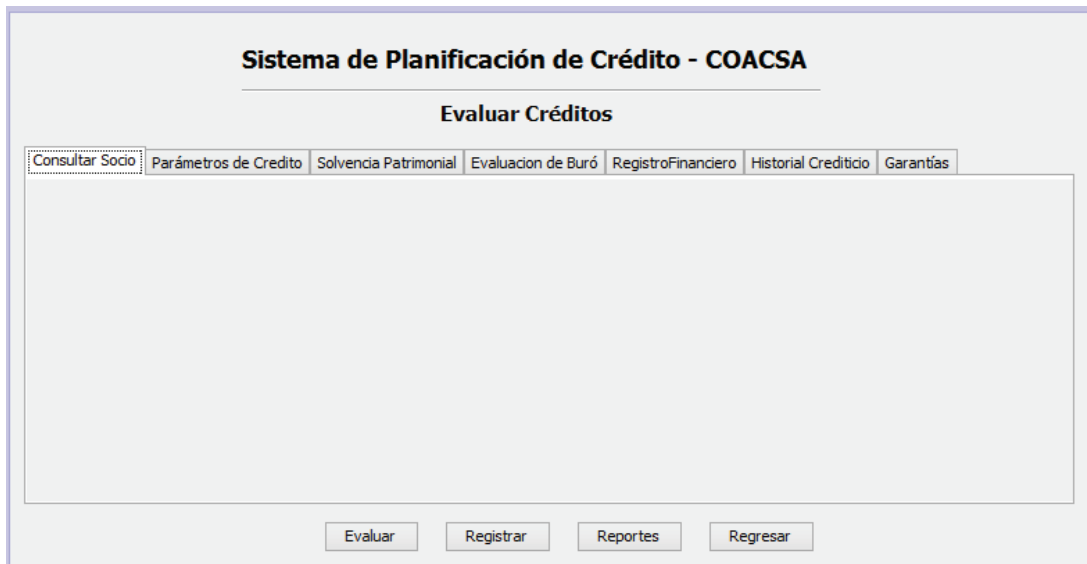 Sistema de Planificación de Crédito - COACSA
Evaluar Créditos
Consultar Socio Parámetros de Credito Solvencia Patrimonial Evaluacion de Buró RegistroFinanciero Historial Crediticio Garantías
Evaluar Registrar Reportes Regresar